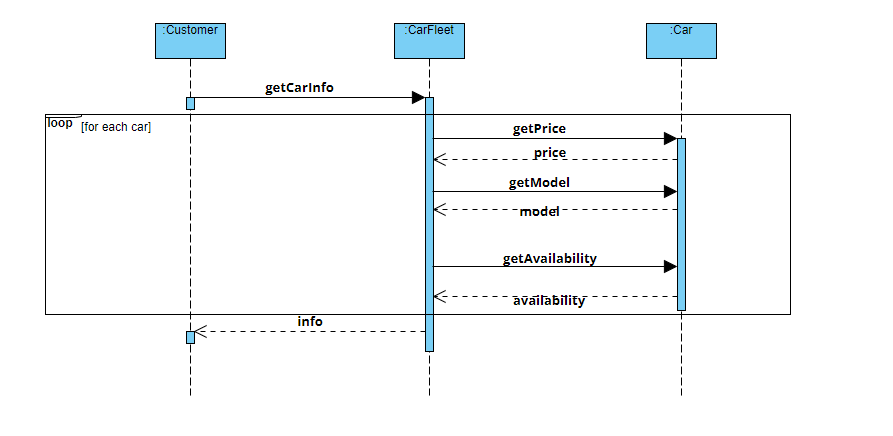 :Customer
:CarFleet
:Car
getCarInfo
loop
[for each car]
getPrice
price
getModel
model
getAvailability
availability
info